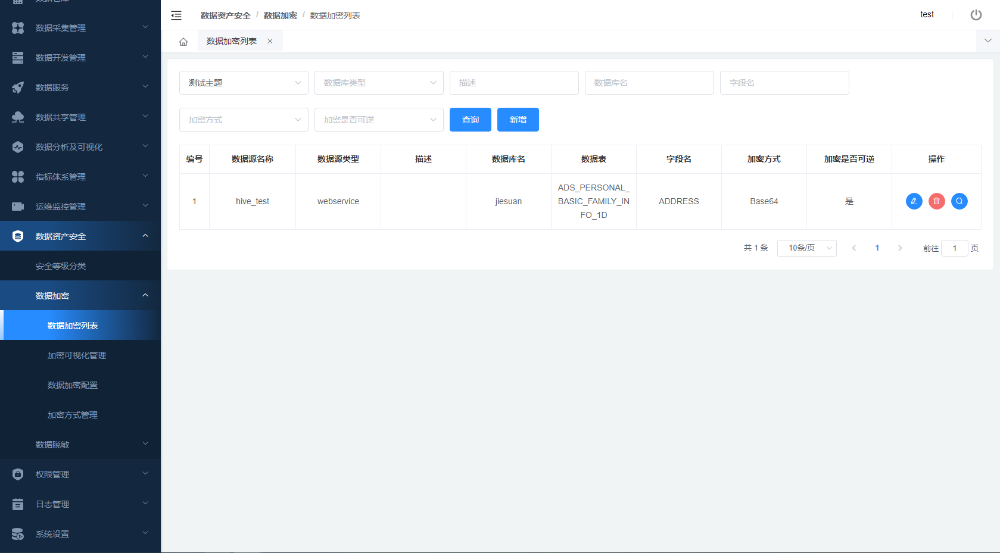 数据采集管理
数据开发管理
数据服务
数据共享管理
数据分析及可视化
指标体系管理
运维监控管理
数据资产安全
安全等级分类
数据加密
数据加密列表
加密可视化管理
数据加密配置
加密方式管理
数据脱敏
权限管理
日志管理
系统设置
数据资产安全 / 数据加密 / 数据加密列表
test
数据加密列表
测试主题 数据库类型 描述 数据库名 字段名
加密方式 加密是否可逆 查询 新增
编号 数据源名称 数据源类型 描述 数据库名 数据表 字段名 加密方式 加密是否可逆 操作
1 hive_test webservice jiesuan ADS_PERSONAL_
BASIC_FAMILY_IN
FO_1D ADDRESS Base64 是
共 1 条 10条/页 1 前往 1 页